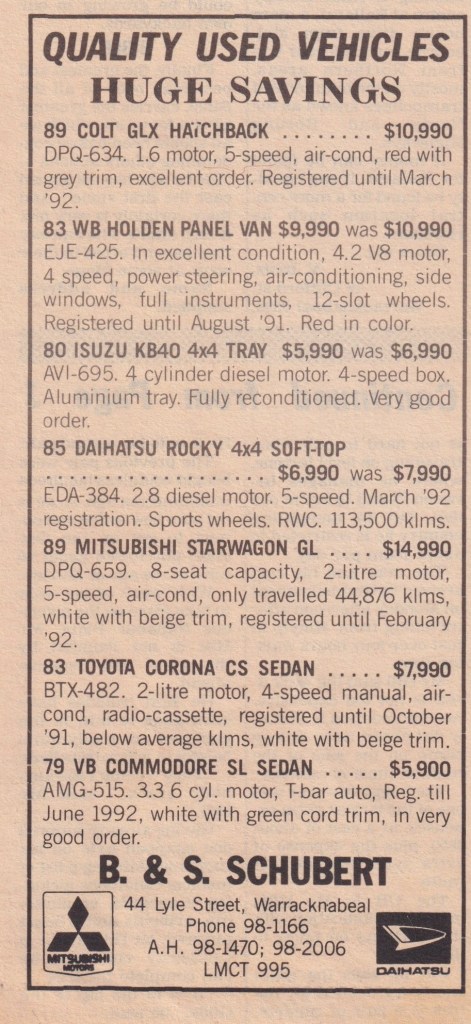 QUALITY USED VEHICLES
HUGE SAVINGS
89 COLT GLX HATCHBACK ........ $10,990
DPQ-634. 1.6 motor, 5-speed, air-cond, red with
grey trim, excellent order. Registered until March
'92.
83 WB HOLDEN PANEL VAN $9,990 was $10,990
EJE-425. In excellent condition, 4.2 V8 motor,
4 speed, power steering, air-conditioning, side
windows, full instruments, 12-slot wheels.
Registered until August '91. Red in color.
80 ISUZU KB40 4x4 TRAY $5,990 was $6,990
AVI-695. 4 cylinder diesel motor. 4-speed box.
Aluminium tray. Fully reconditioned. Very good
order.
85 DAIHATSU ROCKY 4x4 SOFT-TOP
................... $6,990 was $7,990
EDA-384. 2.8 diesel motor. 5-speed. March '92
registration. Sports wheels. RWC. 113,500 klms.
89 MITSUBISHI STARWAGON GL .... $14,990
DPQ-659. 8-seat capacity, 2-litre motor,
5-speed, air-cond, only travelled 44,876 klms,
white with beige trim, registered until February
'92.
83 TOYOTA CORONA CS SEDAN ..... $7,990
BTX-482. 2-litre motor, 4-speed manual, air-
cond, radio-cassette, registered until October
'91, below average klms, white with beige trim.
79 VB COMMODORE SL SEDAN ..... $5,900
AMG-515. 3.3 6 cyl. motor, T-bar auto, Reg. till
June 1992, white with green cord trim, in very
good order.
B. & S. SCHUBERT
44 Lyle Street, Warracknabeal
Phone 98-1166
A.H. 98-1470; 98-2006
LMCT 995
MITSUBISHI
MOTORS
DAIHATSU